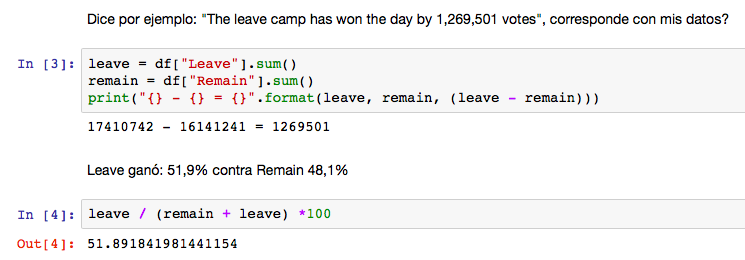 Dice por ejemplo: "The leave camp has won the day by 1,269,501 votes", corresponde con mis datos?
In [3]: leave = df["Leave"].sum()
remain = df["Remain"].sum()
print("{} - {} = {}".format(leave, remain, (leave - remain)))
17410742 - 16141241 = 1269501
Leave ganó: 51,9% contra Remain 48,1%
In [4]: leave / (remain + leave) *100
Out[4]: 51.891841981441154